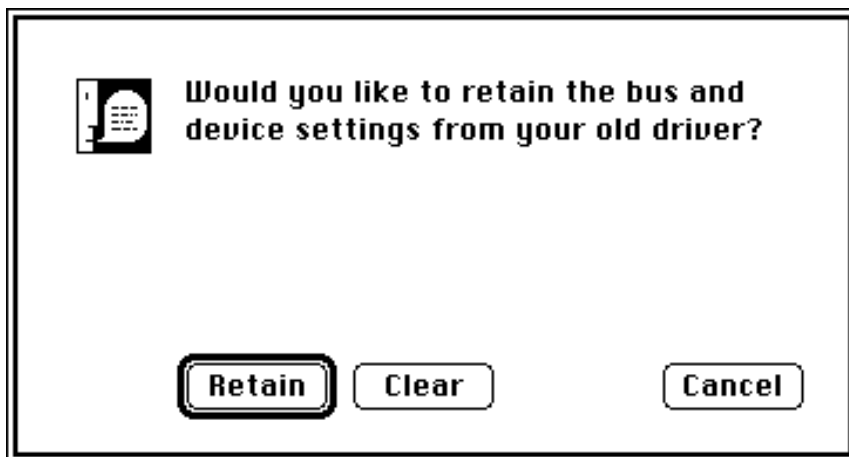 Would you like to retain the bus and
device settings from your old driver?
Retain Clear Cancel